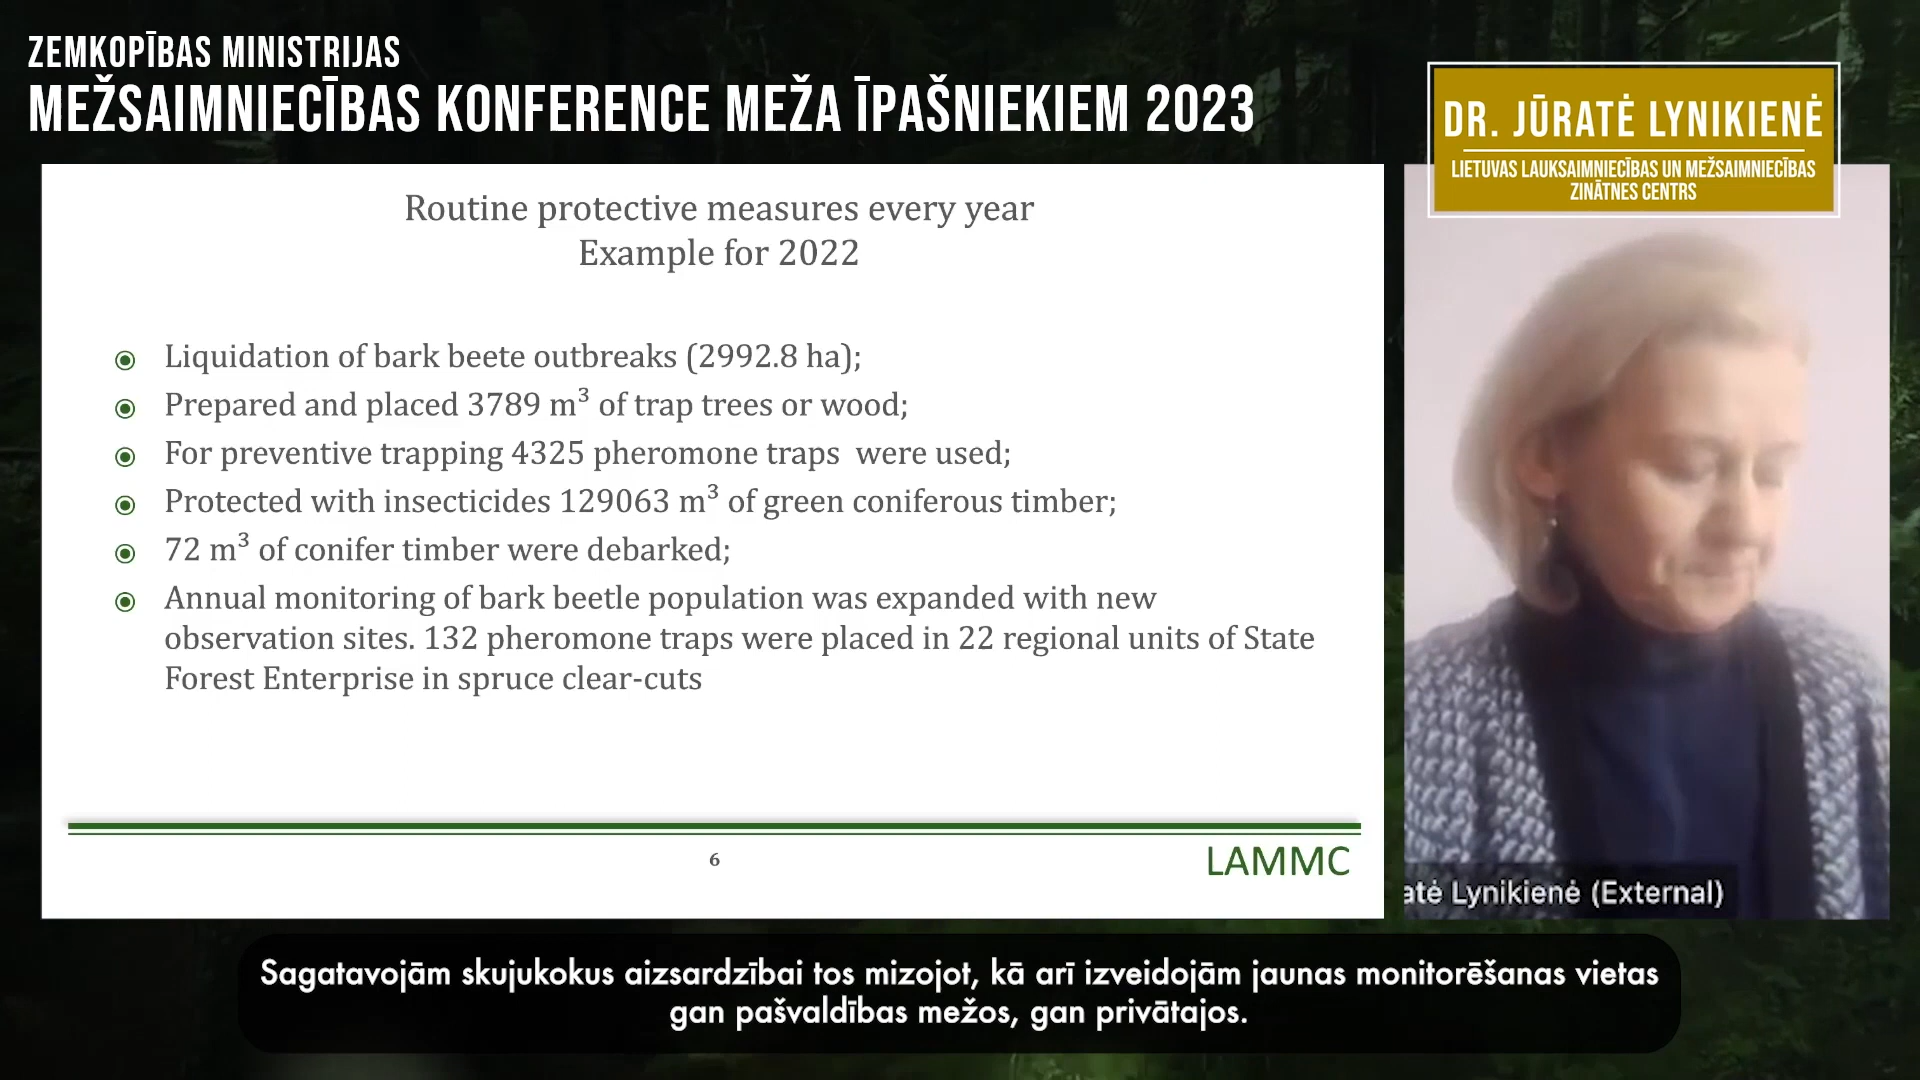 ZEMKOPĪBAS MINISTRIJAS
MEŽSAIMNIECĪBAS KONFERENCE MEŽA ĪPAŠNIEKIEM 2023
DR. JŪRATĖ LYNIKIENĖ
LIETUVAS LAUKSAIMNIECĪBAS UN MEŽSAIMNIECĪBAS
ZINĀTNES CENTRS
Routine protective measures every year
Example for 2022
Liquidation of bark beete outbreaks (2992.8 ha);
Prepared and placed 3789 m³ of trap trees or wood;
For preventive trapping 4325 pheromone traps  were used;
Protected with insecticides 129063 m³ of green coniferous timber;
72 m³ of conifer timber were debarked;
Annual monitoring of bark beetle population was expanded with new
observation sites. 132 pheromone traps were placed in 22 regional units of State
Forest Enterprise in spruce clear-cuts
6
LAMMC
atė Lynikienė (External)
Sagatavojām skujukokus aizsardzībai tos mizojot, kā arī izveidojām jaunas monitorēšanas vietas
gan pašvaldības mežos, gan privātajos.